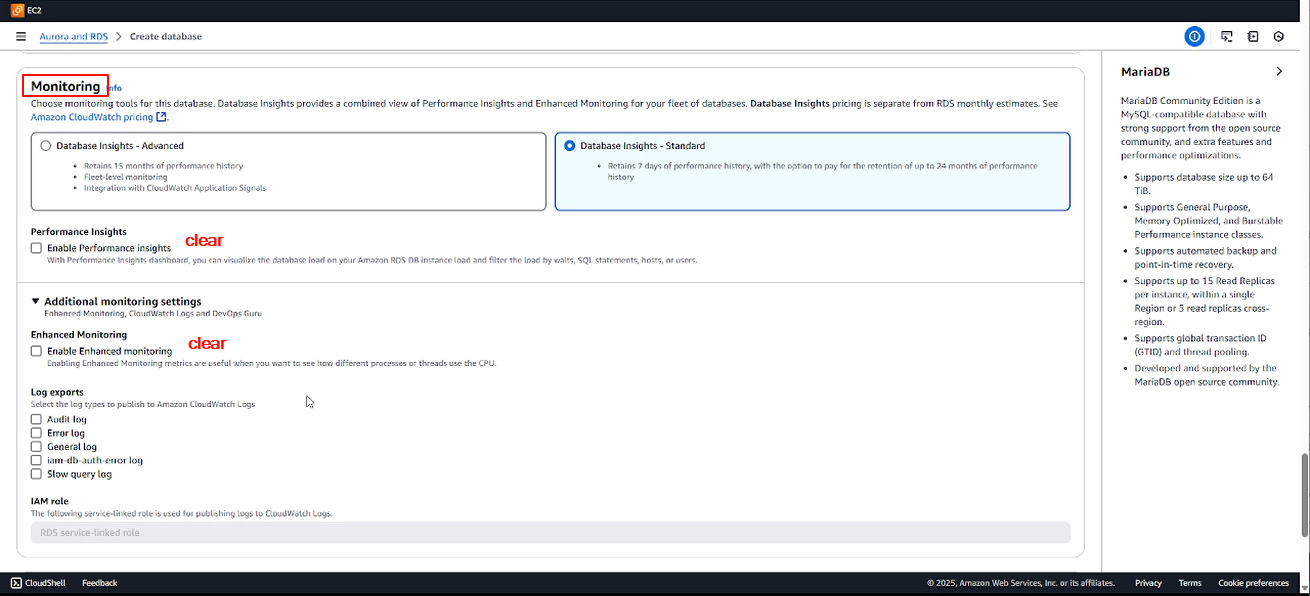 EC2
Aurora and RDS > Create database
Monitoring Info
Choose monitoring tools for this database. Database Insights provides a combined view of Performance Insights and Enhanced Monitoring for your fleet of databases. Database Insights pricing is separate from RDS monthly estimates. See
Amazon CloudWatch pricing.
Database Insights - Advanced
• Retains 15 months of performance history
• Fleet-level monitoring
• Integration with CloudWatch Application Signals
Database Insights - Standard
• Retains 7 days of performance history, with the option to pay for the retention of up to 24 months of performance
history
Performance Insights
clear
Enable Performance insights
With Performance Insights dashboard, you can visualize the database load on your Amazon RDS DB instance load and filter the load by waits, SQL statements, hosts, or users.
Additional monitoring settings
Enhanced Monitoring, CloudWatch Logs and DevOps Guru
Enhanced Monitoring
clear
Enable Enhanced monitoring
Enabling Enhanced Monitoring metrics are useful when you want to see how different processes or threads use the CPU.
Log exports
Select the log types to publish to Amazon CloudWatch Logs
Audit log
Error log
General log
iam-db-auth-error log
Slow query log
IAM role
The following service-linked role is used for publishing logs to CloudWatch Logs.
RDS service-linked role
MariaDB
MariaDB Community Edition is a
MySQL-compatible database with
strong support from the open source
community, and extra features and
performance optimizations.
• Supports database size up to 64
TiB.
• Supports General Purpose,
Memory Optimized, and Burstable
Performance instance classes.
• Supports automated backup and
point-in-time recovery.
• Supports up to 15 Read Replicas
per instance, within a single
Region or 5 read replicas cross-
region.
• Supports global transaction ID
(GTID) and thread pooling.
• Developed and supported by the
MariaDB open source community.
CloudShell Feedback
© 2025, Amazon Web Services, Inc. or its affiliates. Privacy Terms Cookie preferences